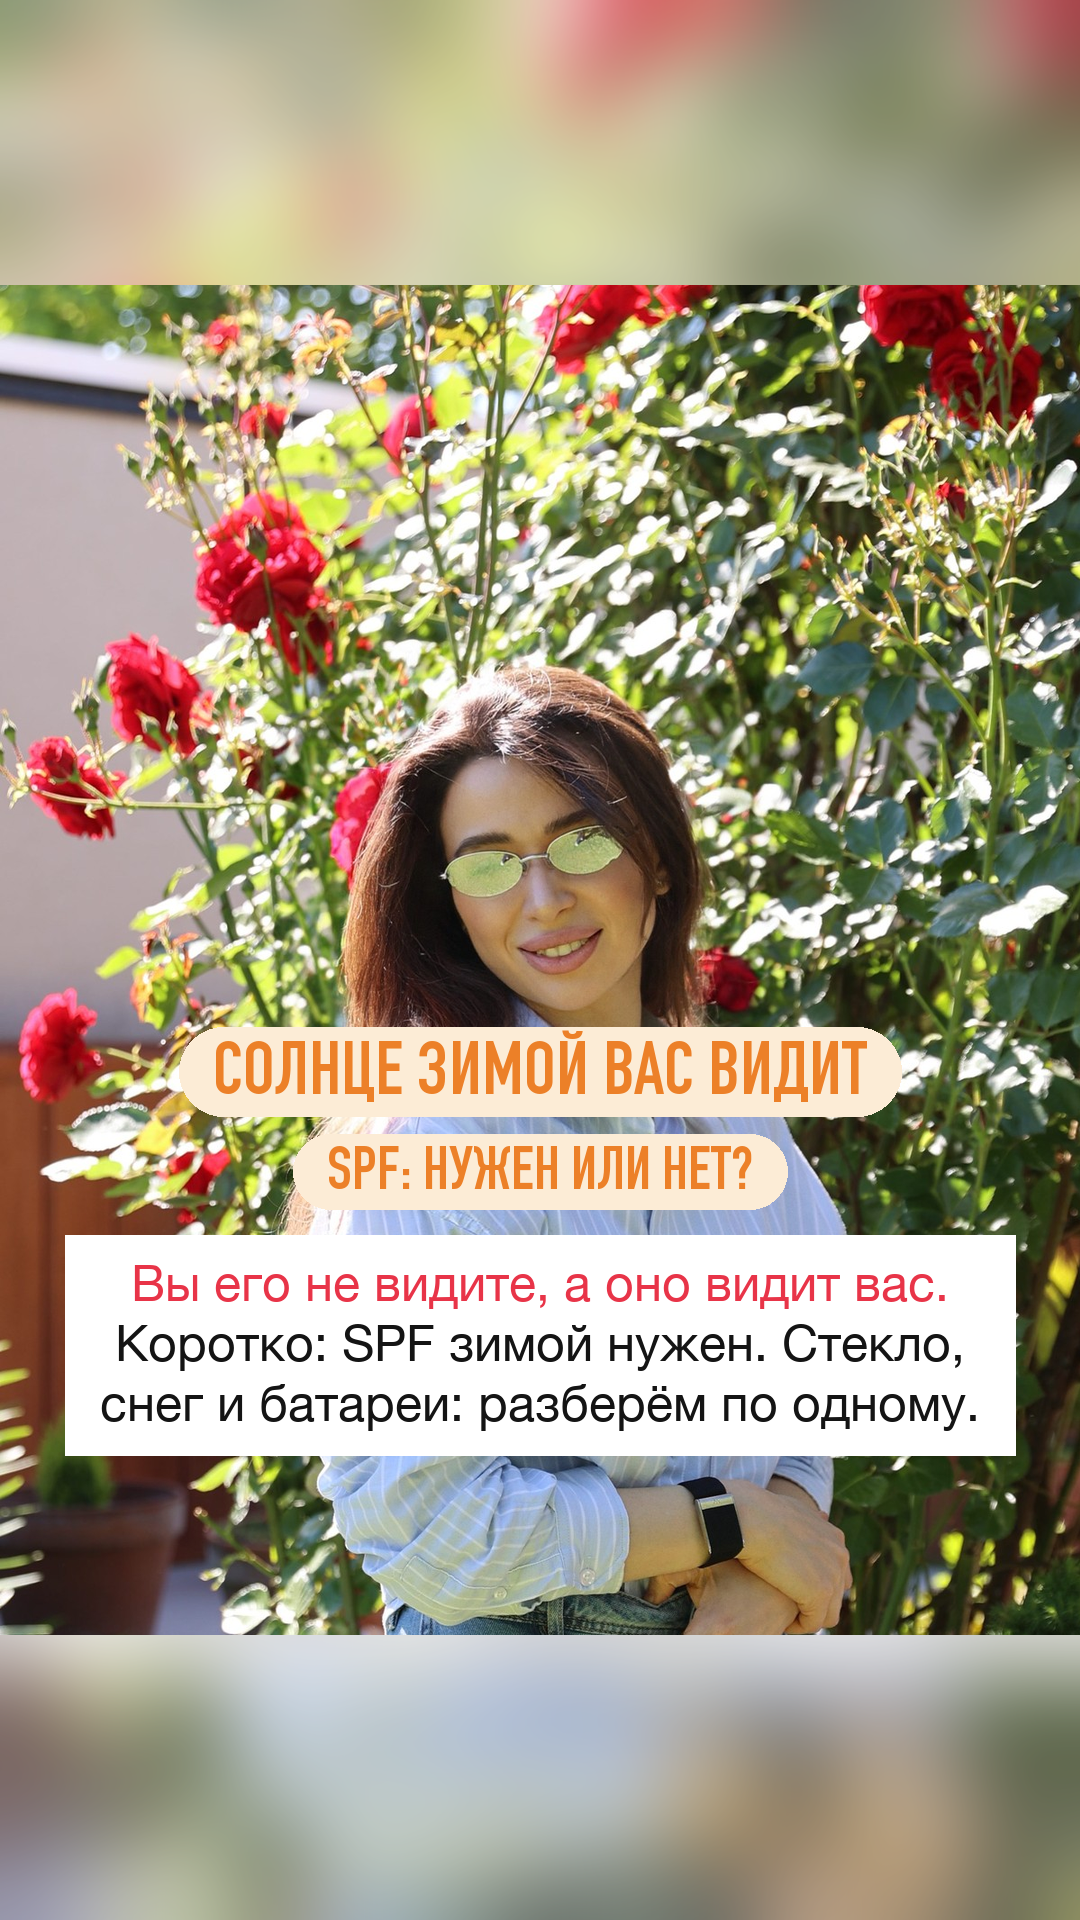 СОЛНЦЕ ЗИМОЙ ВАС ВИДИТ
SPF: НУЖЕН ИЛИ НЕТ?
Вы его не видите, а оно видит вас.
Коротко: SPF зимой нужен. Стекло,
снег и батареи: разберём по одному.